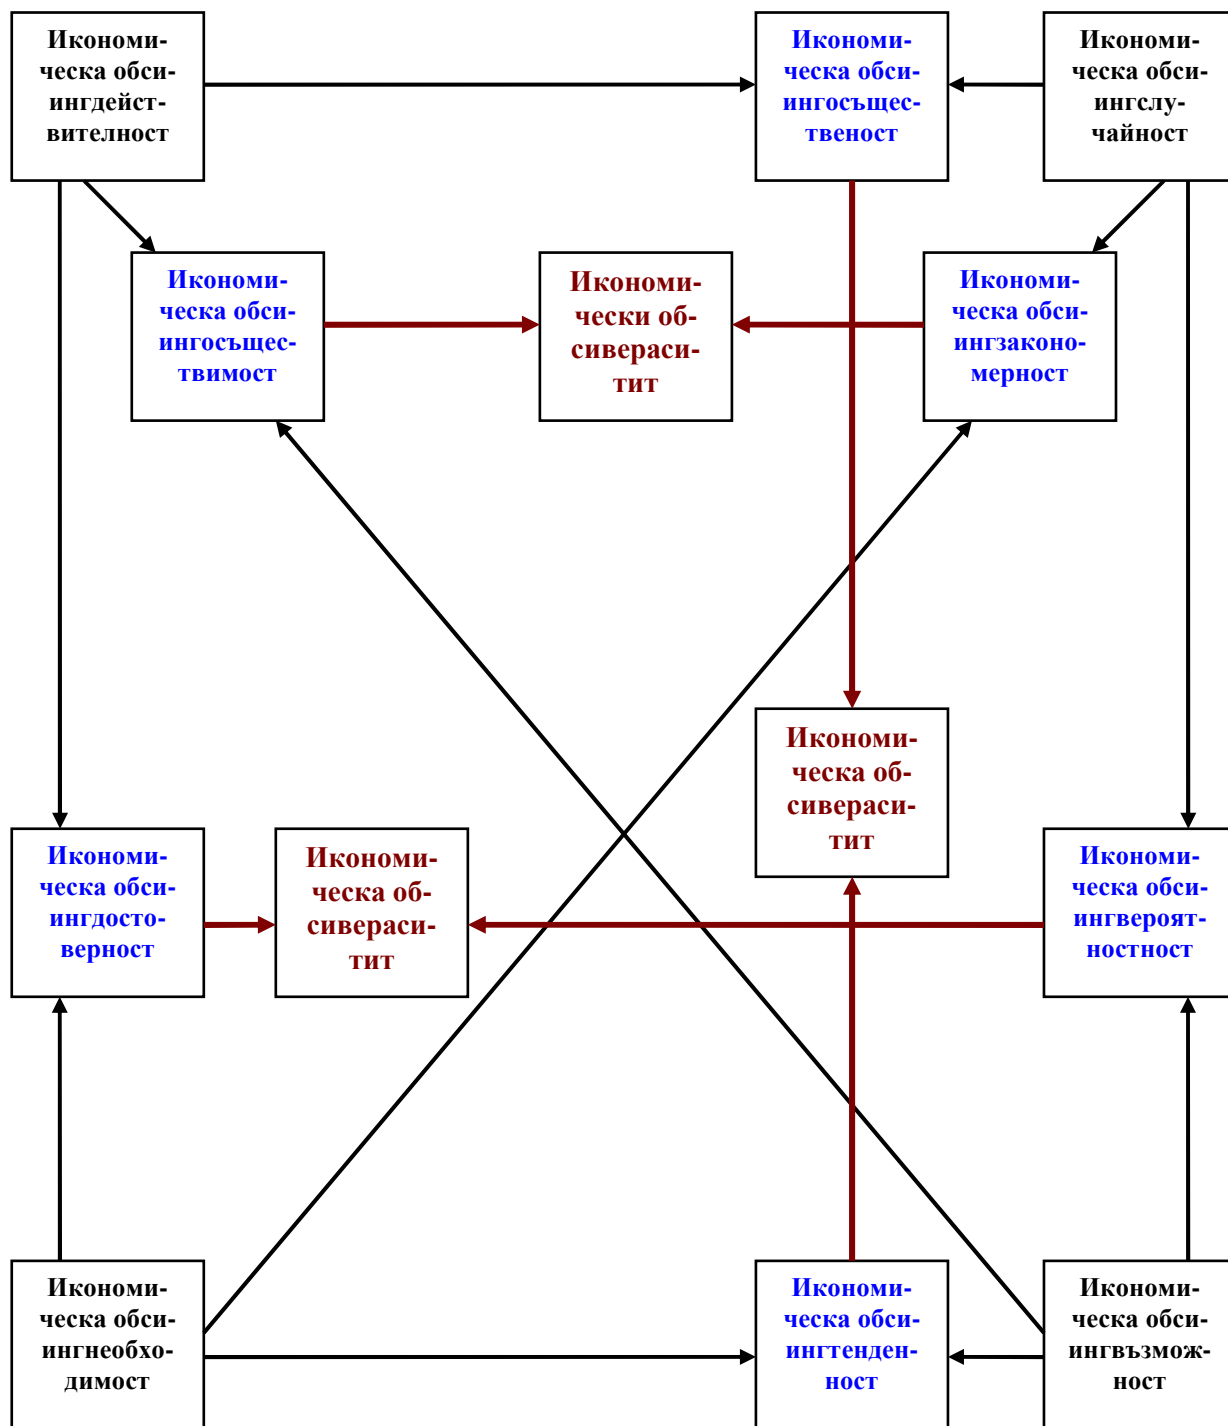 Икономи-
ческа обси-
ингдейст-
вителност
Икономи-
ческа обси-
ингосъщес-
твеност
Икономи-
ческа обси-
ингслу-
чайност
Икономи-
ческа обси-
ингосъщес-
твимост
Икономи-
чески об-
сиверaси-
тит
Икономи-
ческа обси-
ингзаконо-
мерност
Икономи-
ческа об-
сивераси-
тит
Икономи-
ческа обси-
ингдосто-
верност
Икономи-
ческа об-
сивераси-
тит
Икономи-
ческа обси-
ингвероят-
ностност
Икономи-
ческа обси-
ингнеобхо-
димост
Икономи-
ческа обси-
ингтенден-
ност
Икономи-
ческа обси-
ингвъзмож-
ност